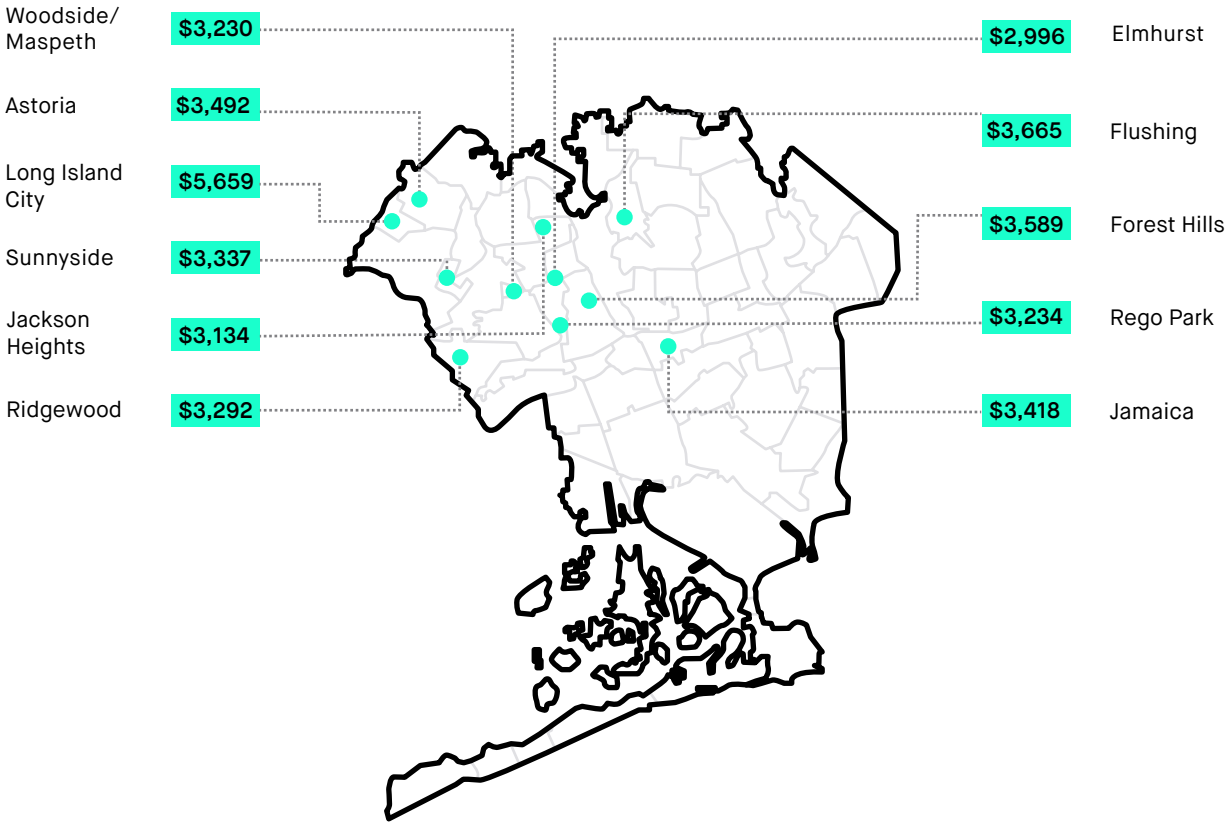 Woodside/
Maspeth
$3,230
Astoria
$3,492
Long Island
City
$5,659
Sunnyside
$3,337
Jackson
Heights
$3,134
Ridgewood
$3,292
$2,996
Elmhurst
$3,665
Flushing
$3,589
Forest Hills
$3,234
Rego Park
$3,418
Jamaica